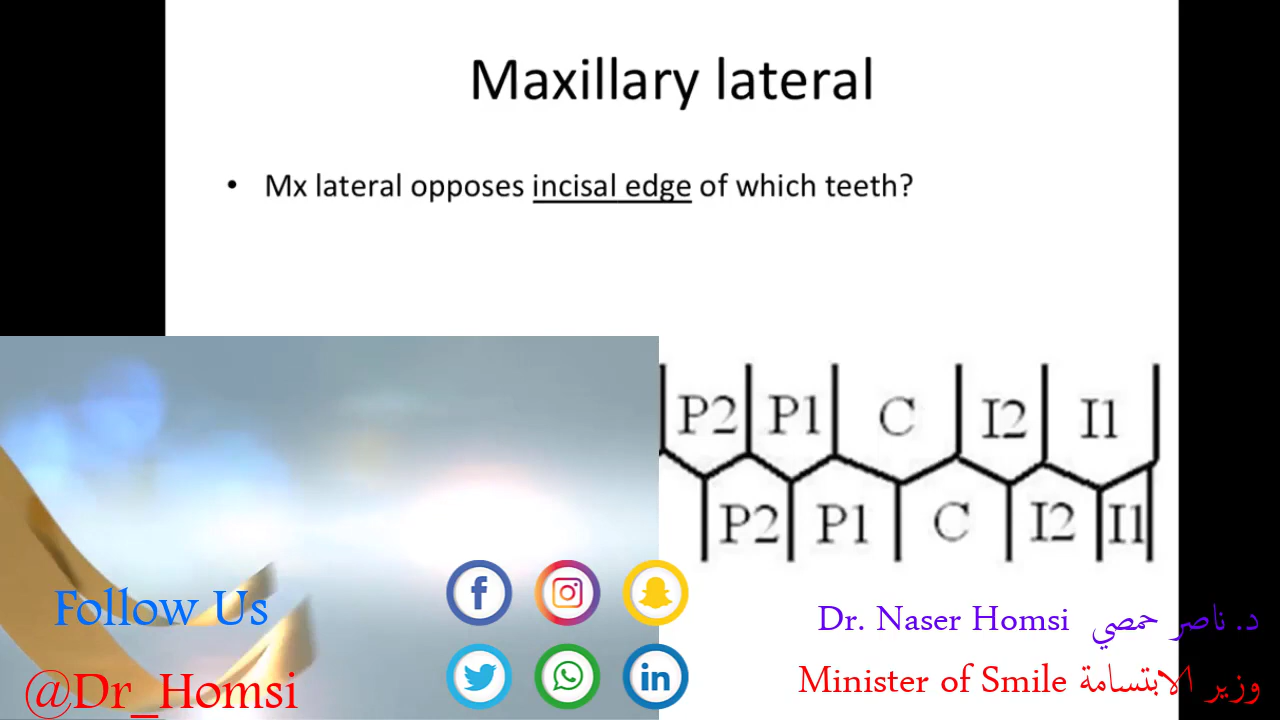 Maxillary lateral
• Mx lateral opposes incisal edge of which teeth?
P2 P1 C I2 I1
P2 P1 C I2 I1
Follow Us
@Dr_Homsi
Dr. Naser Homsi د. ناصر حمصي
Minister of Smile وزير الابتسامة